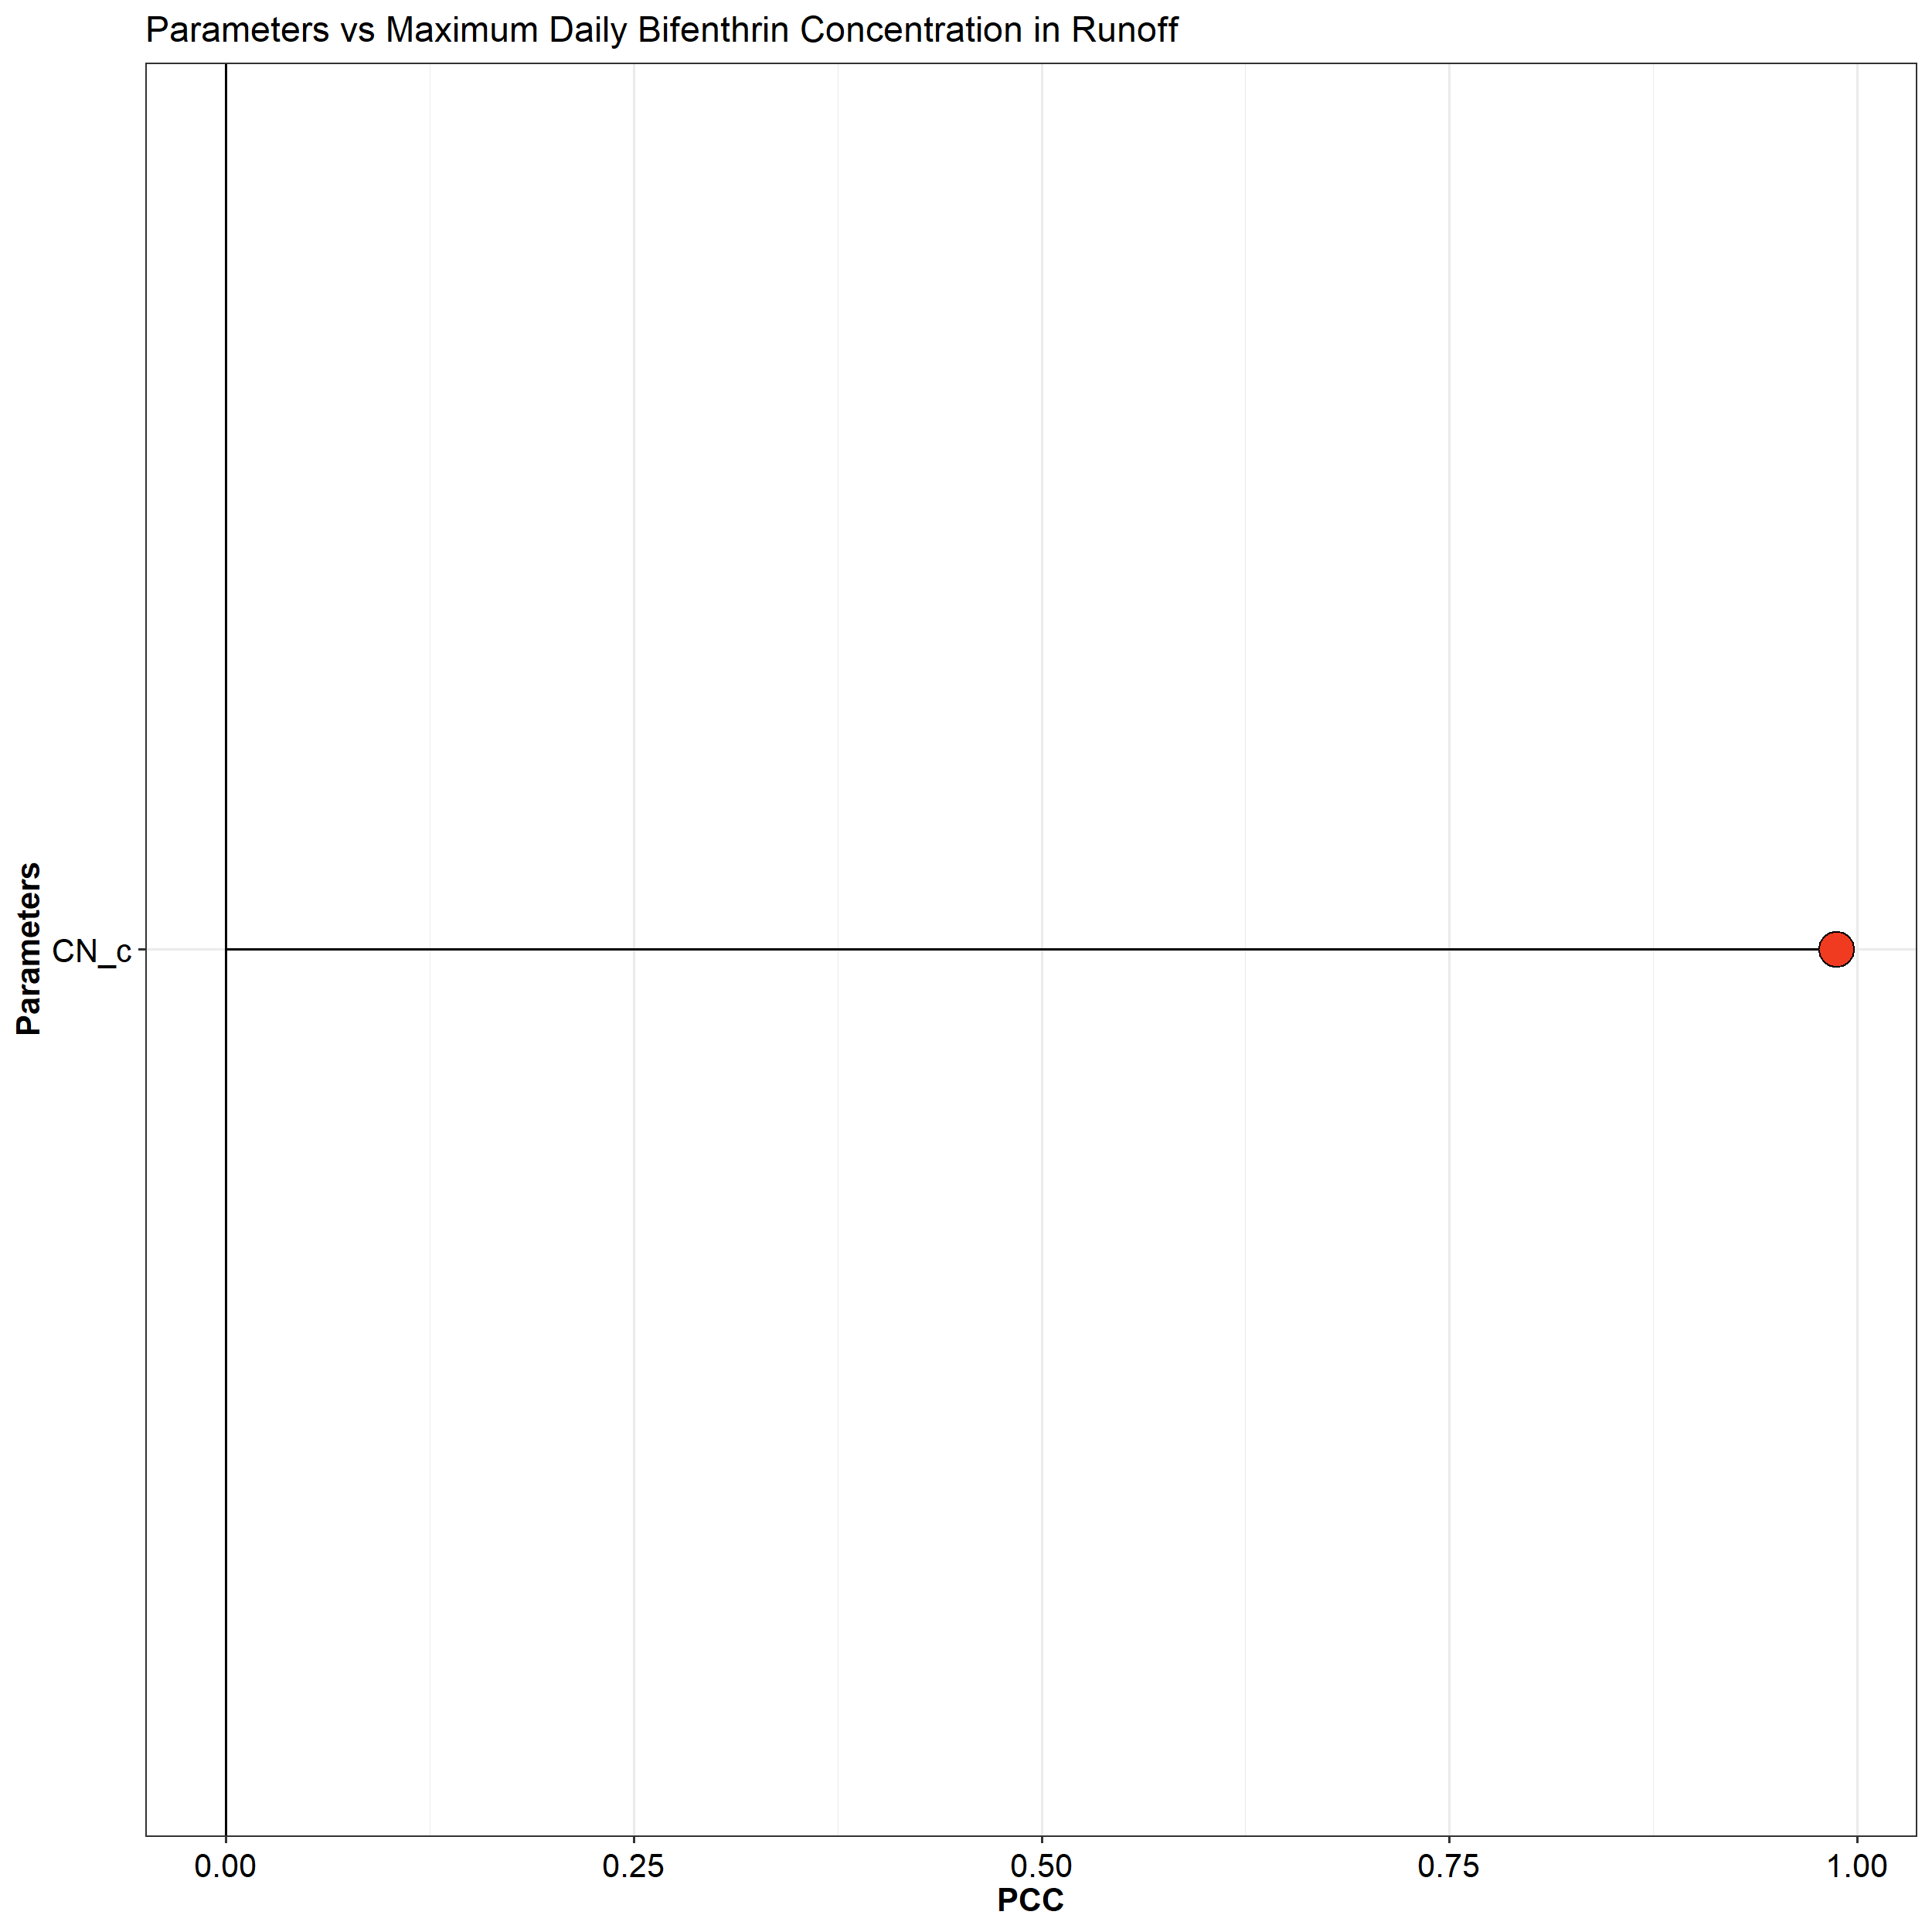 Parameters vs Maximum Daily Bifenthrin Concentration in Runoff
Parameters
CN_c
0.00 0.25 0.50 0.75 1.00
PCC